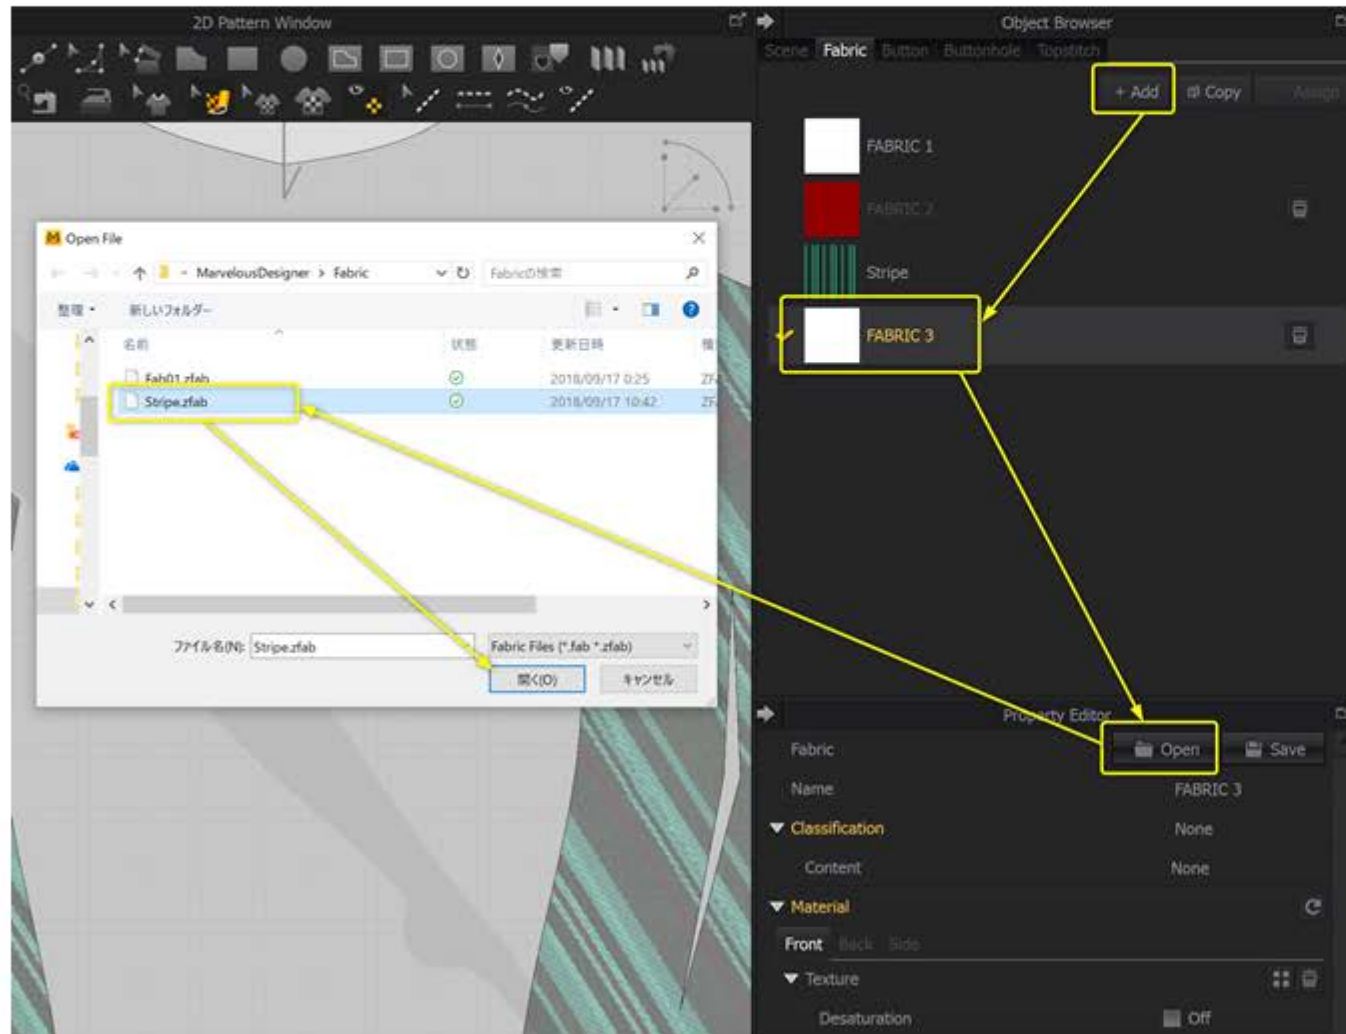 2D Pattern Window
Object Browser
Scene Fabric Button Buttonhole Topstitch
+ Add Copy Assign
FABRIC 1
FABRIC 2
Stripe
FABRIC 3
Open File
MarvelousDesigner > Fabric
Fabricの検索
整理
新しいフォルダー
名前 状態 更新日時 種
Fab01.zfab 2018/09/17 0:25 ZFA
Stripe.zfab 2018/09/17 10:42 ZFA
ファイル名(N): Stripe.zfab Fabric Files (*.fab *.zfab)
開く(O) キャンセル
Property Editor
Fabric Open Save
Name FABRIC 3
Classification None
Content None
Material
Front Back Side
Texture
Desaturation Off